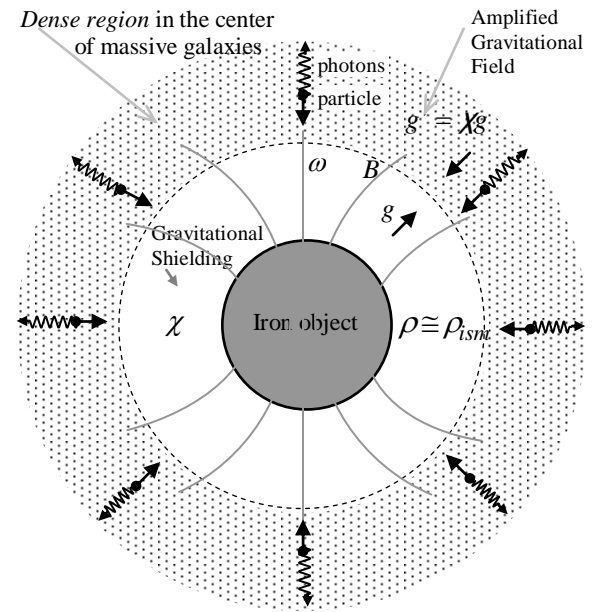 Dense region in the center
of massive galaxies
Amplified
Gravitational
Field
photons
particle
g = χg
ω
B
g
Gravitational
Shielding
χ
Iron object
ρ ≅ ρism